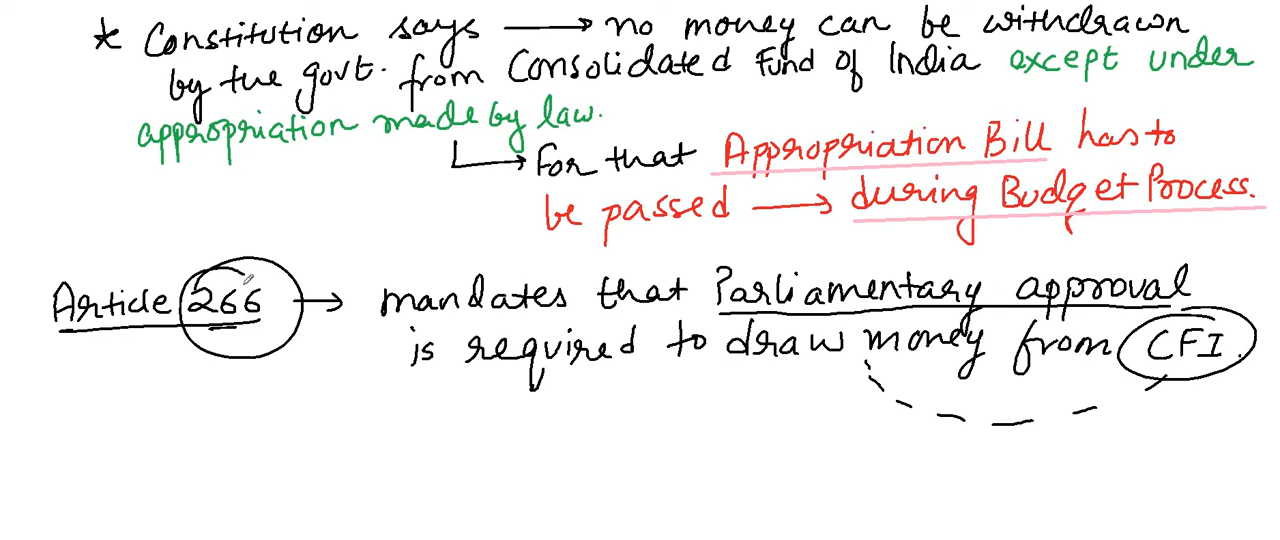 * Constitution says → no money can be withdrawn
by the govt. from Consolidated Fund of India except under
appropriation made by law.
↳ For that Appropriation Bill has to
be passed → during Budget Process.
Article 266 → mandates that Parliamentary approval
is required to draw money from CFI.